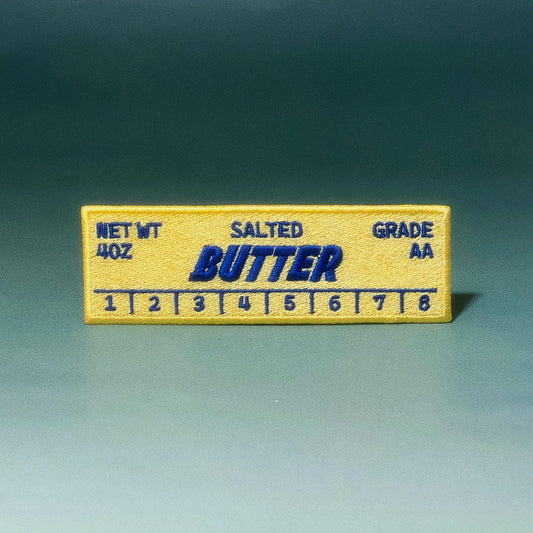 NET WT SALTED GRADE
4OZ BUTTER AA
1 2 3 4 5 6 7 8